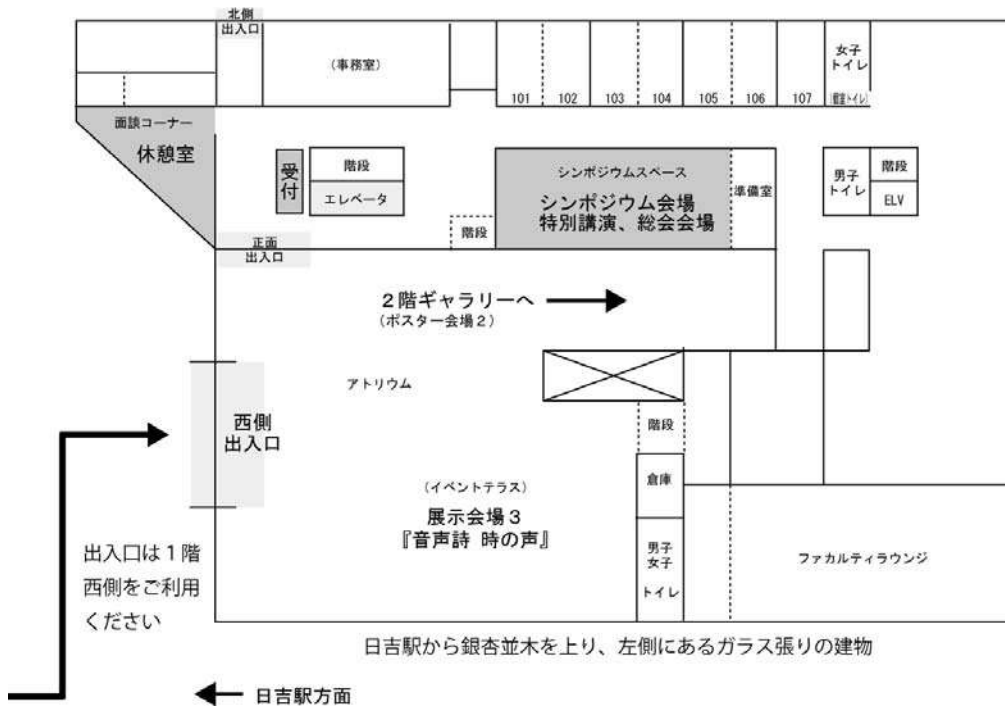 北側
出入口
(事務室)
101
102
103
104
105
106
107
女子
トイレ
面談コーナー
休憩室
受付
階段
エレベータ
シンポジウムスペース
シンポジウム会場
特別講演、総会会場
準備室
男子
トイレ
階段
ELV
階段
正面
出入口
2階ギャラリーへ
(ポスター会場2)
アトリウム
西側
出入口
階段
倉庫
(イベントテラス)
展示会場3
『音声詩 時の声』
男子
女子
トイレ
ファカルティラウンジ
出入口は1階
西側をご利用
ください
日吉駅から銀杏並木を上り、左側にあるガラス張りの建物
日吉駅方面